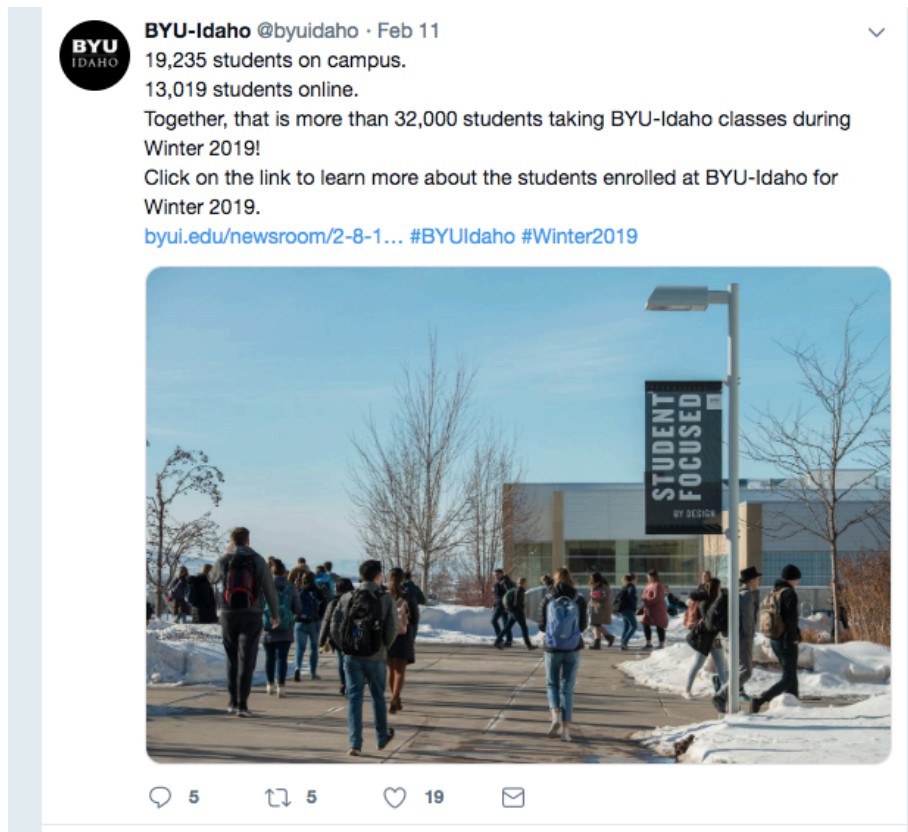 BYU
IDAHO
BYU-Idaho @byuidaho · Feb 11
19,235 students on campus.
13,019 students online.
Together, that is more than 32,000 students taking BYU-Idaho classes during
Winter 2019!
Click on the link to learn more about the students enrolled at BYU-Idaho for
Winter 2019.
byui.edu/newsroom/2-8-1... #BYUIdaho #Winter2019
STUDENT
FOCUSED
BY DESIGN
5 5 19